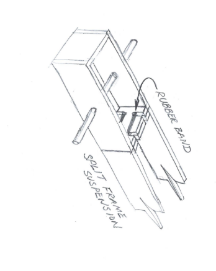 RUBBER BAND
SPLIT FRAME
SUSPENSION